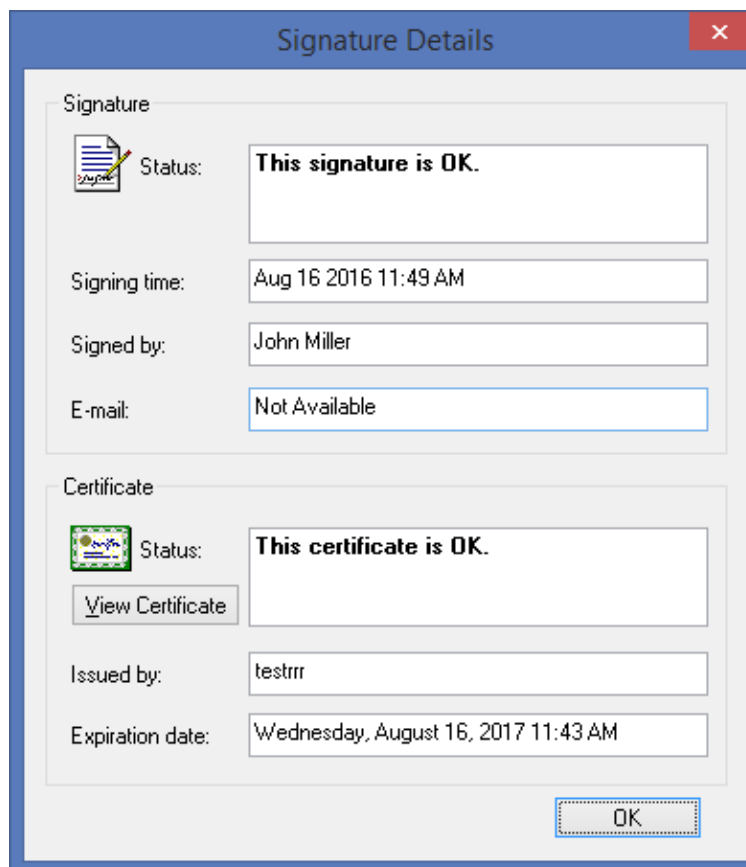 Signature Details
Signature
Status:
This signature is OK.
Signing time:
Aug 16 2016 11:49 AM
Signed by:
John Miller
E-mail:
Not Available
Certificate
Status:
This certificate is OK.
View Certificate
Issued by:
testrrr
Expiration date:
Wednesday, August 16, 2017 11:43 AM
OK